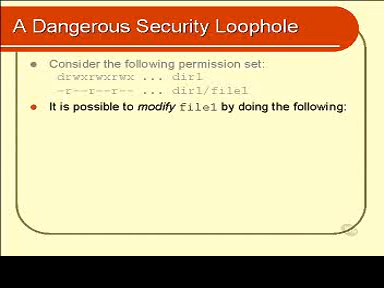 A Dangerous Security Loophole
Consider the following permission set:
drwxrwxrwx ... dir1
-r--r--r-- ... dir1/file1
It is possible to modify file1 by doing the following: